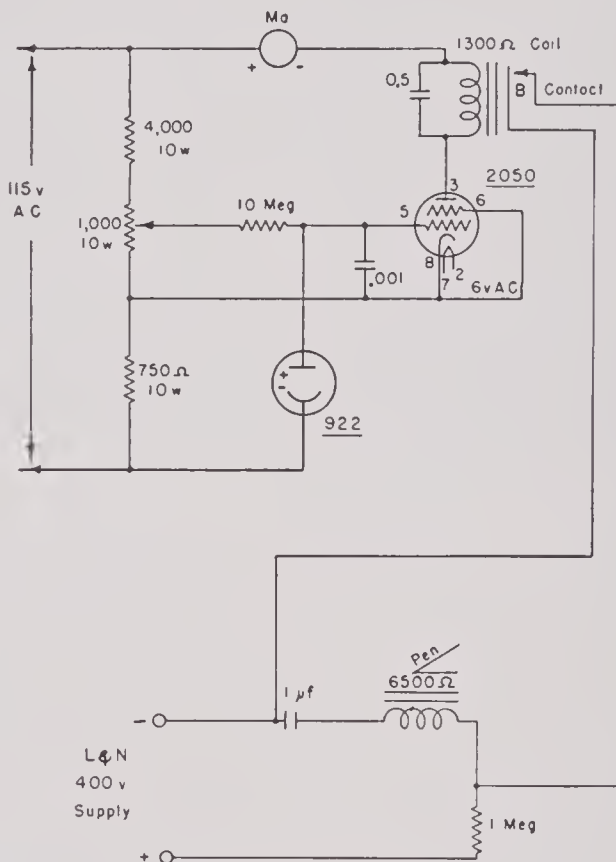 Ma
+ -
1300Ω Coil
0.5
B Contact
4,000
10w
115v
AC
10 Meg
1,000
10w
2050
3
6
5
8
7
2
6vAC
.001
750Ω
10w
+
-
922
Pen
6500Ω
1 µf
-
L&N
400v
Supply
1 Meg
+